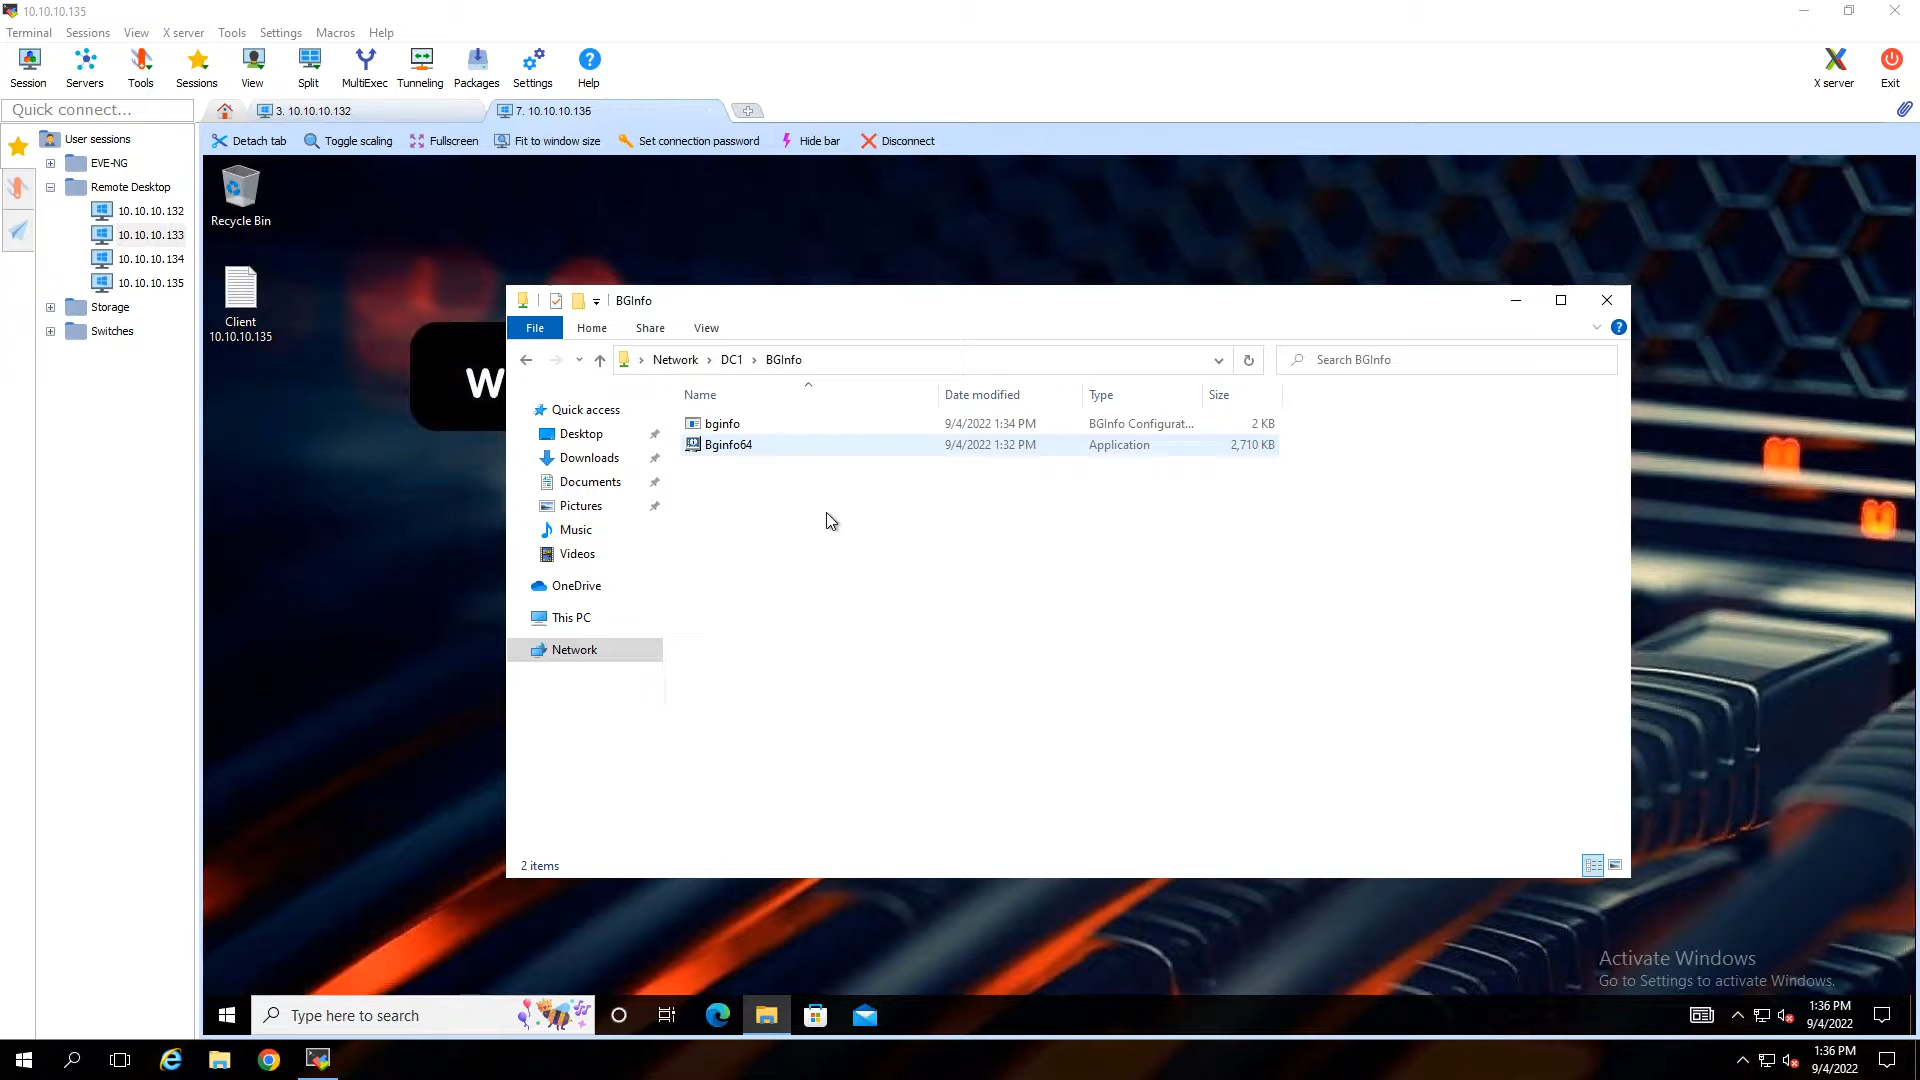 10.10.10.135
Terminal Sessions View X server Tools Settings Macros Help
Session Servers Tools Sessions View Split MultiExec Tunneling Packages Settings Help X server Exit
Quick connect... 3. 10.10.10.132 7. 10.10.10.135
Detach tab Toggle scaling Fullscreen Fit to window size Set connection password Hide bar Disconnect
User sessions
EVE-NG
Remote Desktop
10.10.10.132
10.10.10.133
10.10.10.134
10.10.10.135
Storage
Switches
Recycle Bin
Client
10.10.10.135
W
BGInfo
File Home Share View
Network DC1 BGInfo Search BGInfo
Name Date modified Type Size
bginfo 9/4/2022 1:34 PM BGInfo Configurat... 2 KB
Bginfo64 9/4/2022 1:32 PM Application 2,710 KB
Quick access
Desktop
Downloads
Documents
Pictures
Music
Videos
OneDrive
This PC
Network
2 items
Activate Windows
Go to Settings to activate Windows.
Type here to search
1:36 PM
9/4/2022
1:36 PM
9/4/2022